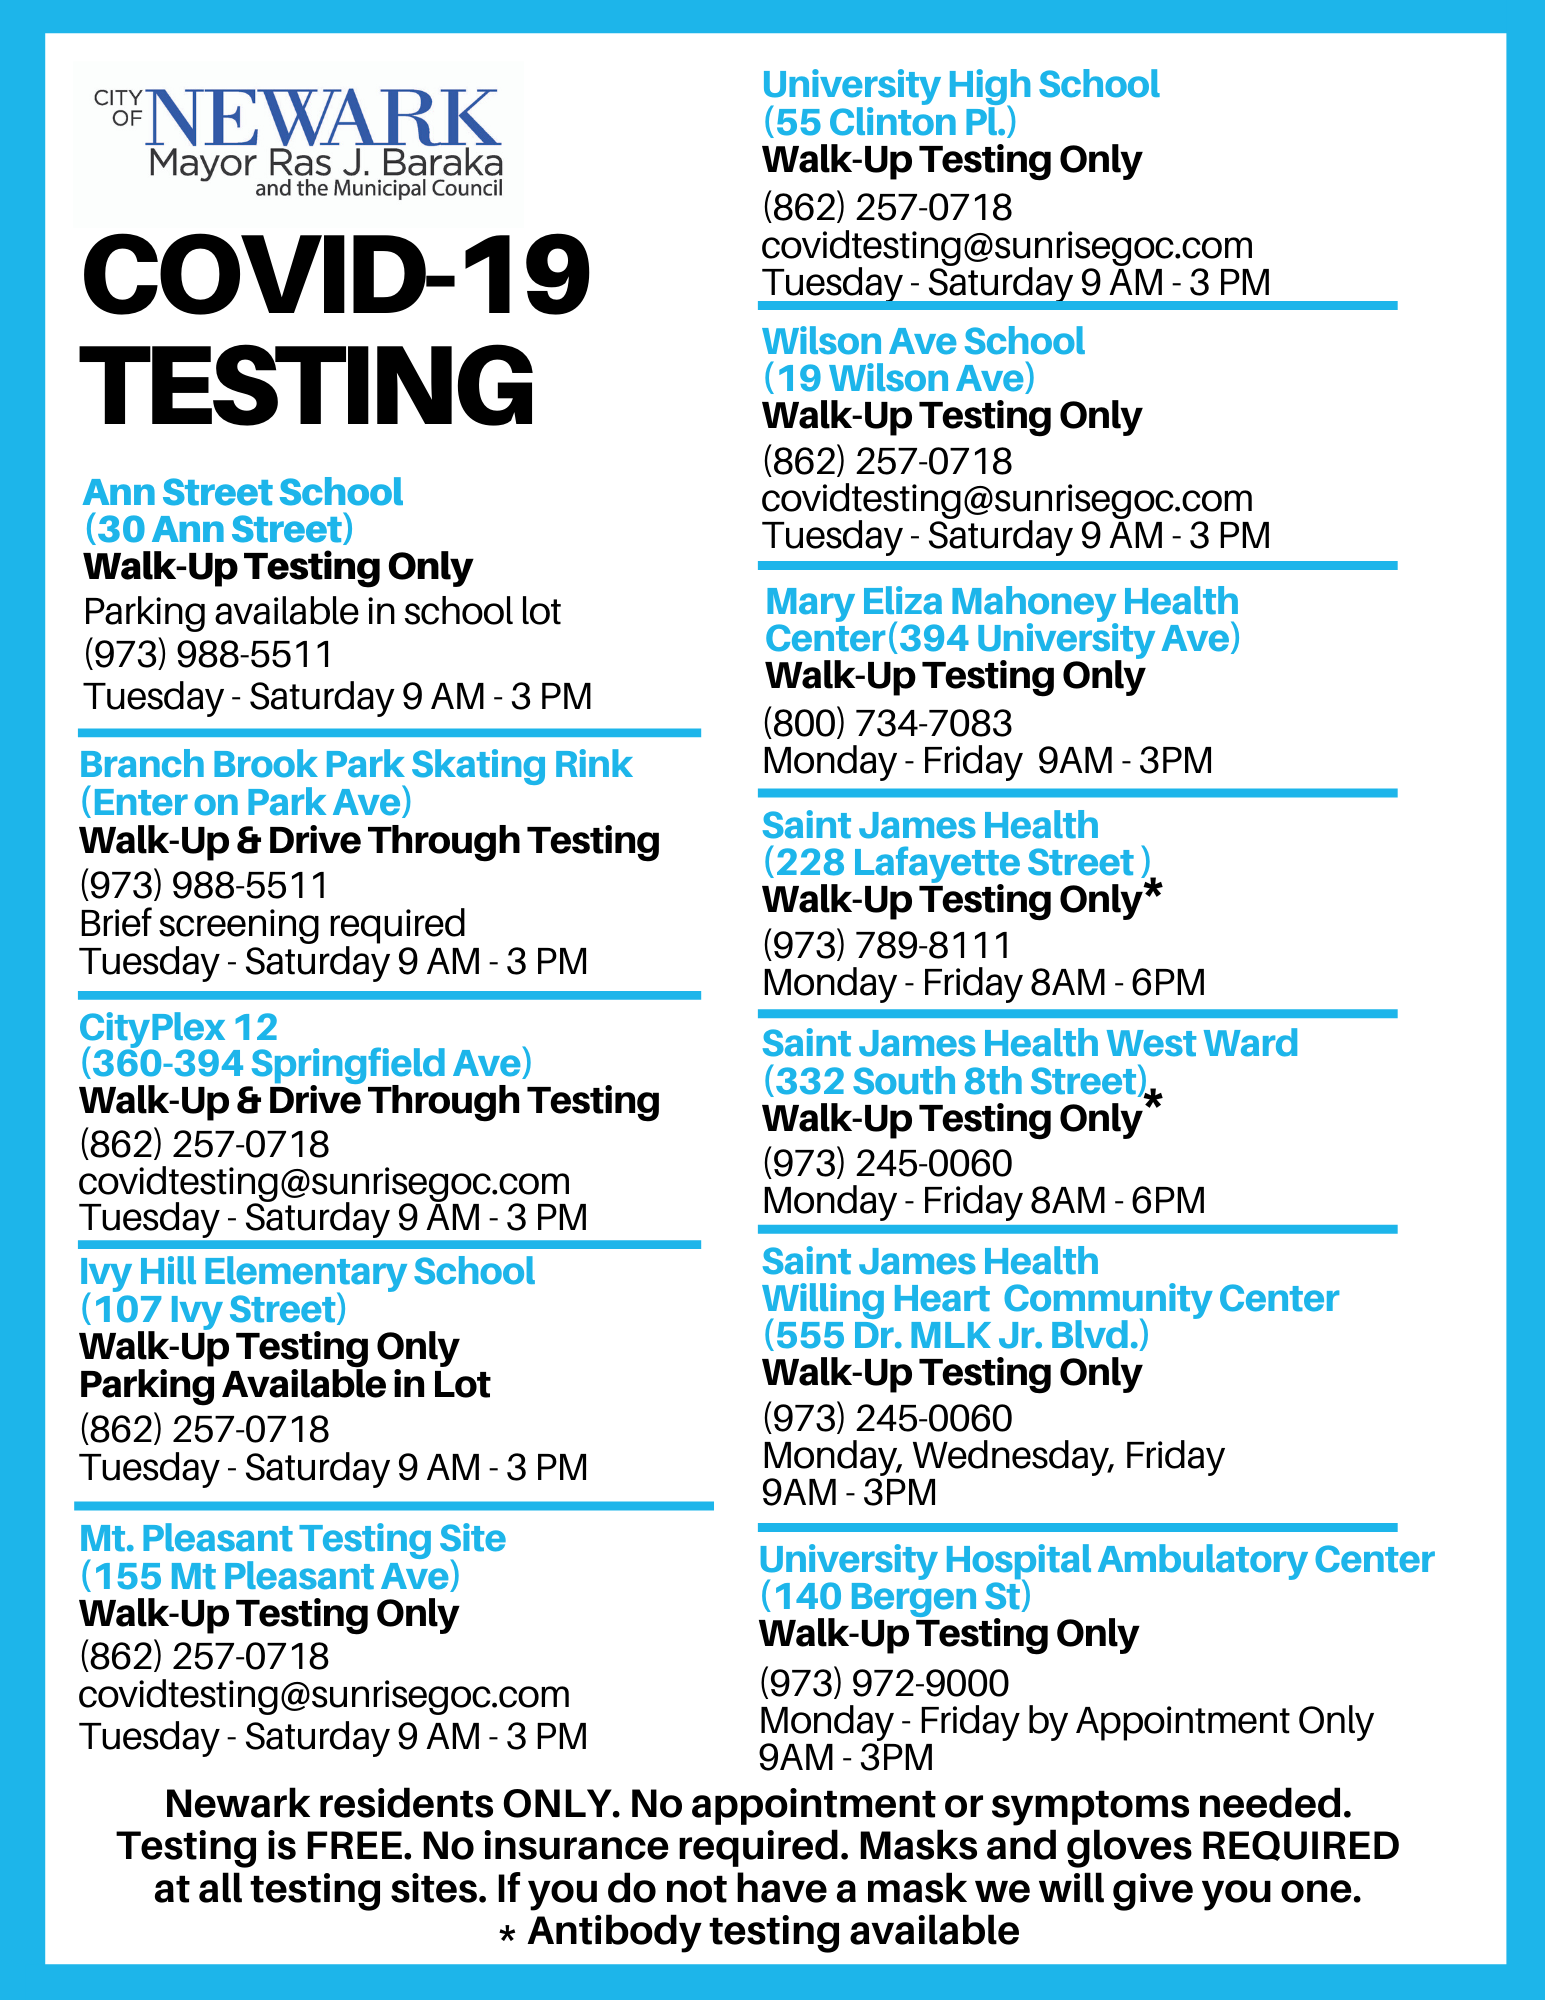 CITY
OF NEWARK
Mayor Ras J. Baraka
and the Municipal Council
COVID-19
TESTING
Ann Street School
(30 Ann Street)
Walk-Up Testing Only
Parking available in school lot
(973) 988-5511
Tuesday - Saturday 9 AM - 3 PM
Branch Brook Park Skating Rink
(Enter on Park Ave)
Walk-Up & Drive Through Testing
(973) 988-5511
Brief screening required
Tuesday - Saturday 9 AM - 3 PM
CityPlex 12
(360-394 Springfield Ave)
Walk-Up & Drive Through Testing
(862) 257-0718
covidtesting@sunrisegoc.com
Tuesday - Saturday 9 AM - 3 PM
Ivy Hill Elementary School
(107 Ivy Street)
Walk-Up Testing Only
Parking Available in Lot
(862) 257-0718
Tuesday - Saturday 9 AM - 3 PM
Mt. Pleasant Testing Site
(155 Mt Pleasant Ave)
Walk-Up Testing Only
(862) 257-0718
covidtesting@sunrisegoc.com
Tuesday - Saturday 9 AM - 3 PM
University High School
(55 Clinton Pl.)
Walk-Up Testing Only
(862) 257-0718
covidtesting@sunrisegoc.com
Tuesday - Saturday 9 AM - 3 PM
Wilson Ave School
(19 Wilson Ave)
Walk-Up Testing Only
(862) 257-0718
covidtesting@sunrisegoc.com
Tuesday - Saturday 9 AM - 3 PM
Mary Eliza Mahoney Health
Center(394 University Ave)
Walk-Up Testing Only
(800) 734-7083
Monday - Friday 9AM - 3PM
Saint James Health
(228 Lafayette Street )
Walk-Up Testing Only*
(973) 789-8111
Monday - Friday 8AM - 6PM
Saint James Health West Ward
(332 South 8th Street)
Walk-Up Testing Only*
(973) 245-0060
Monday - Friday 8AM - 6PM
Saint James Health
Willing Heart Community Center
(555 Dr. MLK Jr. Blvd.)
Walk-Up Testing Only
(973) 245-0060
Monday, Wednesday, Friday
9AM - 3PM
University Hospital Ambulatory Center
(140 Bergen St)
Walk-Up Testing Only
(973) 972-9000
Monday - Friday by Appointment Only
9AM - 3PM
Newark residents ONLY. No appointment or symptoms needed.
Testing is FREE. No insurance required. Masks and gloves REQUIRED
at all testing sites. If you do not have a mask we will give you one.
* Antibody testing available